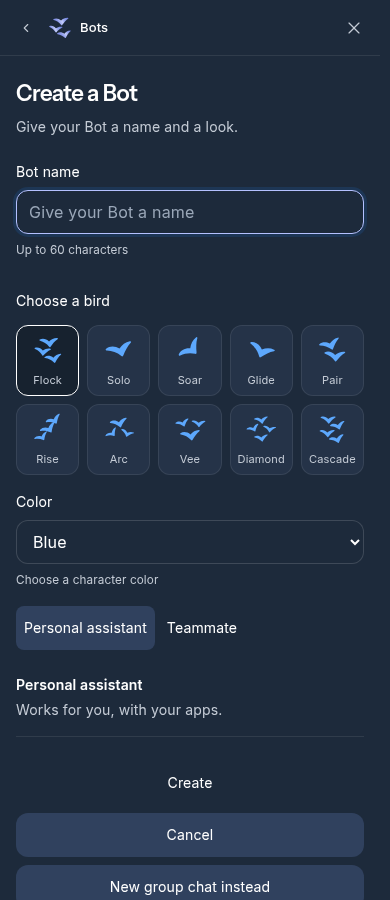 Bots
Create a Bot
Give your Bot a name and a look.
Bot name
Give your Bot a name
Up to 60 characters
Choose a bird
Flock Solo Soar Glide Pair
Rise Arc Vee Diamond Cascade
Color
Blue
Choose a character color
Personal assistant Teammate
Personal assistant
Works for you, with your apps.
Create
Cancel
New group chat instead